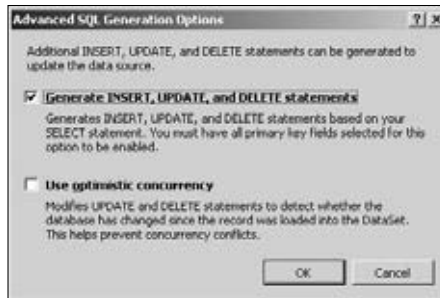 Advanced SQL Generation Options
Additional INSERT, UPDATE, and DELETE statements can be generated to
update the data source.
Generate INSERT, UPDATE, and DELETE statements
Generates INSERT, UPDATE, and DELETE statements based on your
SELECT statement. You must have all primary key fields selected for this
option to be enabled.
Use optimistic concurrency
Modifies UPDATE and DELETE statements to detect whether the
database has changed since the record was loaded into the DataSet.
This helps prevent concurrency conflicts.
OK Cancel